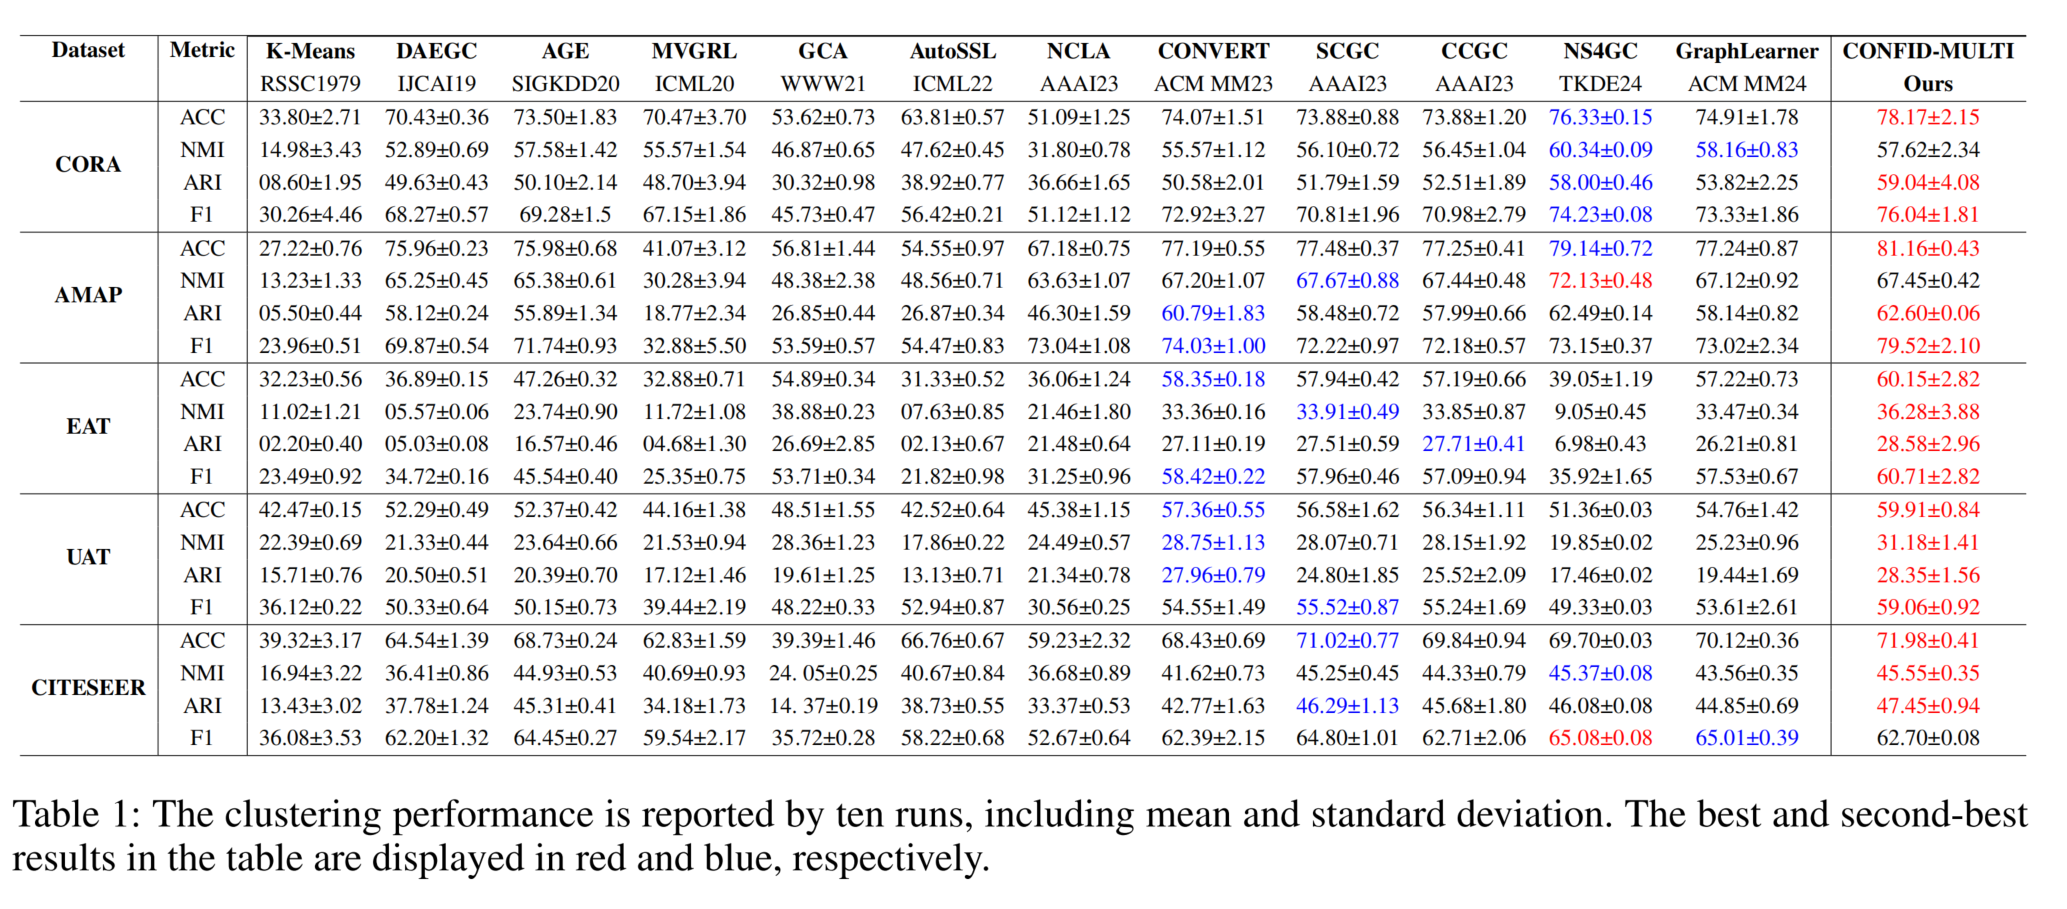 Dataset Metric K-Means DAEGC AGE MVGRL GCA AutoSSL NCLA CONVERT SCGC CCGC NS4GC GraphLearner CONFID-MULTI
RSSC1979 IJCAI19 SIGKDD20 ICML20 WWW21 ICML22 AAAI23 ACM MM23 AAAI23 AAAI23 TKDE24 ACM MM24 Ours
CORA
ACC 33.80±2.71 70.43±0.36 73.50±1.83 70.47±3.70 53.62±0.73 63.81±0.57 51.09±1.25 74.07±1.51 73.88±0.88 73.88±1.20 76.33±0.15 74.91±1.78 78.17±2.15
NMI 14.98±3.43 52.89±0.69 57.58±1.42 55.57±1.54 46.87±0.65 47.62±0.45 31.80±0.78 55.57±1.12 56.10±0.72 56.45±1.04 60.34±0.09 58.16±0.83 57.62±2.34
ARI 08.60±1.95 49.63±0.43 50.10±2.14 48.70±3.94 30.32±0.98 38.92±0.77 36.66±1.65 50.58±2.01 51.79±1.59 52.51±1.89 58.00±0.46 53.82±2.25 59.04±4.08
F1 30.26±4.46 68.27±0.57 69.28±1.5 67.15±1.86 45.73±0.47 56.42±0.21 51.12±1.12 72.92±3.27 70.81±1.96 70.98±2.79 74.23±0.08 73.33±1.86 76.04±1.81
AMAP
ACC 27.22±0.76 75.96±0.23 75.98±0.68 41.07±3.12 56.81±1.44 54.55±0.97 67.18±0.75 77.19±0.55 77.48±0.37 77.25±0.41 79.14±0.72 77.24±0.87 81.16±0.43
NMI 13.23±1.33 65.25±0.45 65.38±0.61 30.28±3.94 48.38±2.38 48.56±0.71 63.63±1.07 67.20±1.07 67.67±0.88 67.44±0.48 72.13±0.48 67.12±0.92 67.45±0.42
ARI 05.50±0.44 58.12±0.24 55.89±1.34 18.77±2.34 26.85±0.44 26.87±0.34 46.30±1.59 60.79±1.83 58.48±0.72 57.99±0.66 62.49±0.14 58.14±0.82 62.60±0.06
F1 23.96±0.51 69.87±0.54 71.74±0.93 32.88±5.50 53.59±0.57 54.47±0.83 73.04±1.08 74.03±1.00 72.22±0.97 72.18±0.57 73.15±0.37 73.02±2.34 79.52±2.10
EAT
ACC 32.23±0.56 36.89±0.15 47.26±0.32 32.88±0.71 54.89±0.34 31.33±0.52 36.06±1.24 58.35±0.18 57.94±0.42 57.19±0.66 39.05±1.19 57.22±0.73 60.15±2.82
NMI 11.02±1.21 05.57±0.06 23.74±0.90 11.72±1.08 38.88±0.23 07.63±0.85 21.46±1.80 33.36±0.16 33.91±0.49 33.85±0.87 9.05±0.45 33.47±0.34 36.28±3.88
ARI 02.20±0.40 05.03±0.08 16.57±0.46 04.68±1.30 26.69±2.85 02.13±0.67 21.48±0.64 27.11±0.19 27.51±0.59 27.71±0.41 6.98±0.43 26.21±0.81 28.58±2.96
F1 23.49±0.92 34.72±0.16 45.54±0.40 25.35±0.75 53.71±0.34 21.82±0.98 31.25±0.96 58.42±0.22 57.96±0.46 57.09±0.94 35.92±1.65 57.53±0.67 60.71±2.82
UAT
ACC 42.47±0.15 52.29±0.49 52.37±0.42 44.16±1.38 48.51±1.55 42.52±0.64 45.38±1.15 57.36±0.55 56.58±1.62 56.34±1.11 51.36±0.03 54.76±1.42 59.91±0.84
NMI 22.39±0.69 21.33±0.44 23.64±0.66 21.53±0.94 28.36±1.23 17.86±0.22 24.49±0.57 28.75±1.13 28.07±0.71 28.15±1.92 19.85±0.02 25.23±0.96 31.18±1.41
ARI 15.71±0.76 20.50±0.51 20.39±0.70 17.12±1.46 19.61±1.25 13.13±0.71 21.34±0.78 27.96±0.79 24.80±1.85 25.52±2.09 17.46±0.02 19.44±1.69 28.35±1.56
F1 36.12±0.22 50.33±0.64 50.15±0.73 39.44±2.19 48.22±0.33 52.94±0.87 30.56±0.25 54.55±1.49 55.52±0.87 55.24±1.69 49.33±0.03 53.61±2.61 59.06±0.92
CITESEER
ACC 39.32±3.17 64.54±1.39 68.73±0.24 62.83±1.59 39.39±1.46 66.76±0.67 59.23±2.32 68.43±0.69 71.02±0.77 69.84±0.94 69.70±0.03 70.12±0.36 71.98±0.41
NMI 16.94±3.22 36.41±0.86 44.93±0.53 40.69±0.93 24. 05±0.25 40.67±0.84 36.68±0.89 41.62±0.73 45.25±0.45 44.33±0.79 45.37±0.08 43.56±0.35 45.55±0.35
ARI 13.43±3.02 37.78±1.24 45.31±0.41 34.18±1.73 14. 37±0.19 38.73±0.55 33.37±0.53 42.77±1.63 46.29±1.13 45.68±1.80 46.08±0.08 44.85±0.69 47.45±0.94
F1 36.08±3.53 62.20±1.32 64.45±0.27 59.54±2.17 35.72±0.28 58.22±0.68 52.67±0.64 62.39±2.15 64.80±1.01 62.71±2.06 65.08±0.08 65.01±0.39 62.70±0.08
Table 1: The clustering performance is reported by ten runs, including mean and standard deviation. The best and second-best
results in the table are displayed in red and blue, respectively.